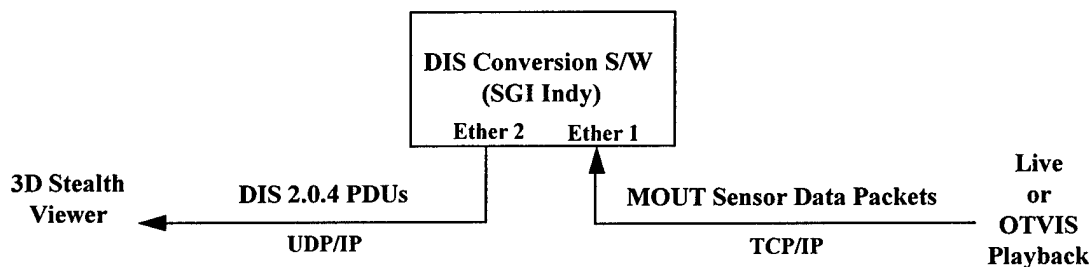 DIS Conversion S/W
(SGI Indy)
Ether 2
Ether 1
3D Stealth
Viewer
DIS 2.0.4 PDUs
UDP/IP
MOUT Sensor Data Packets
TCP/IP
Live
or
OTVIS
Playback